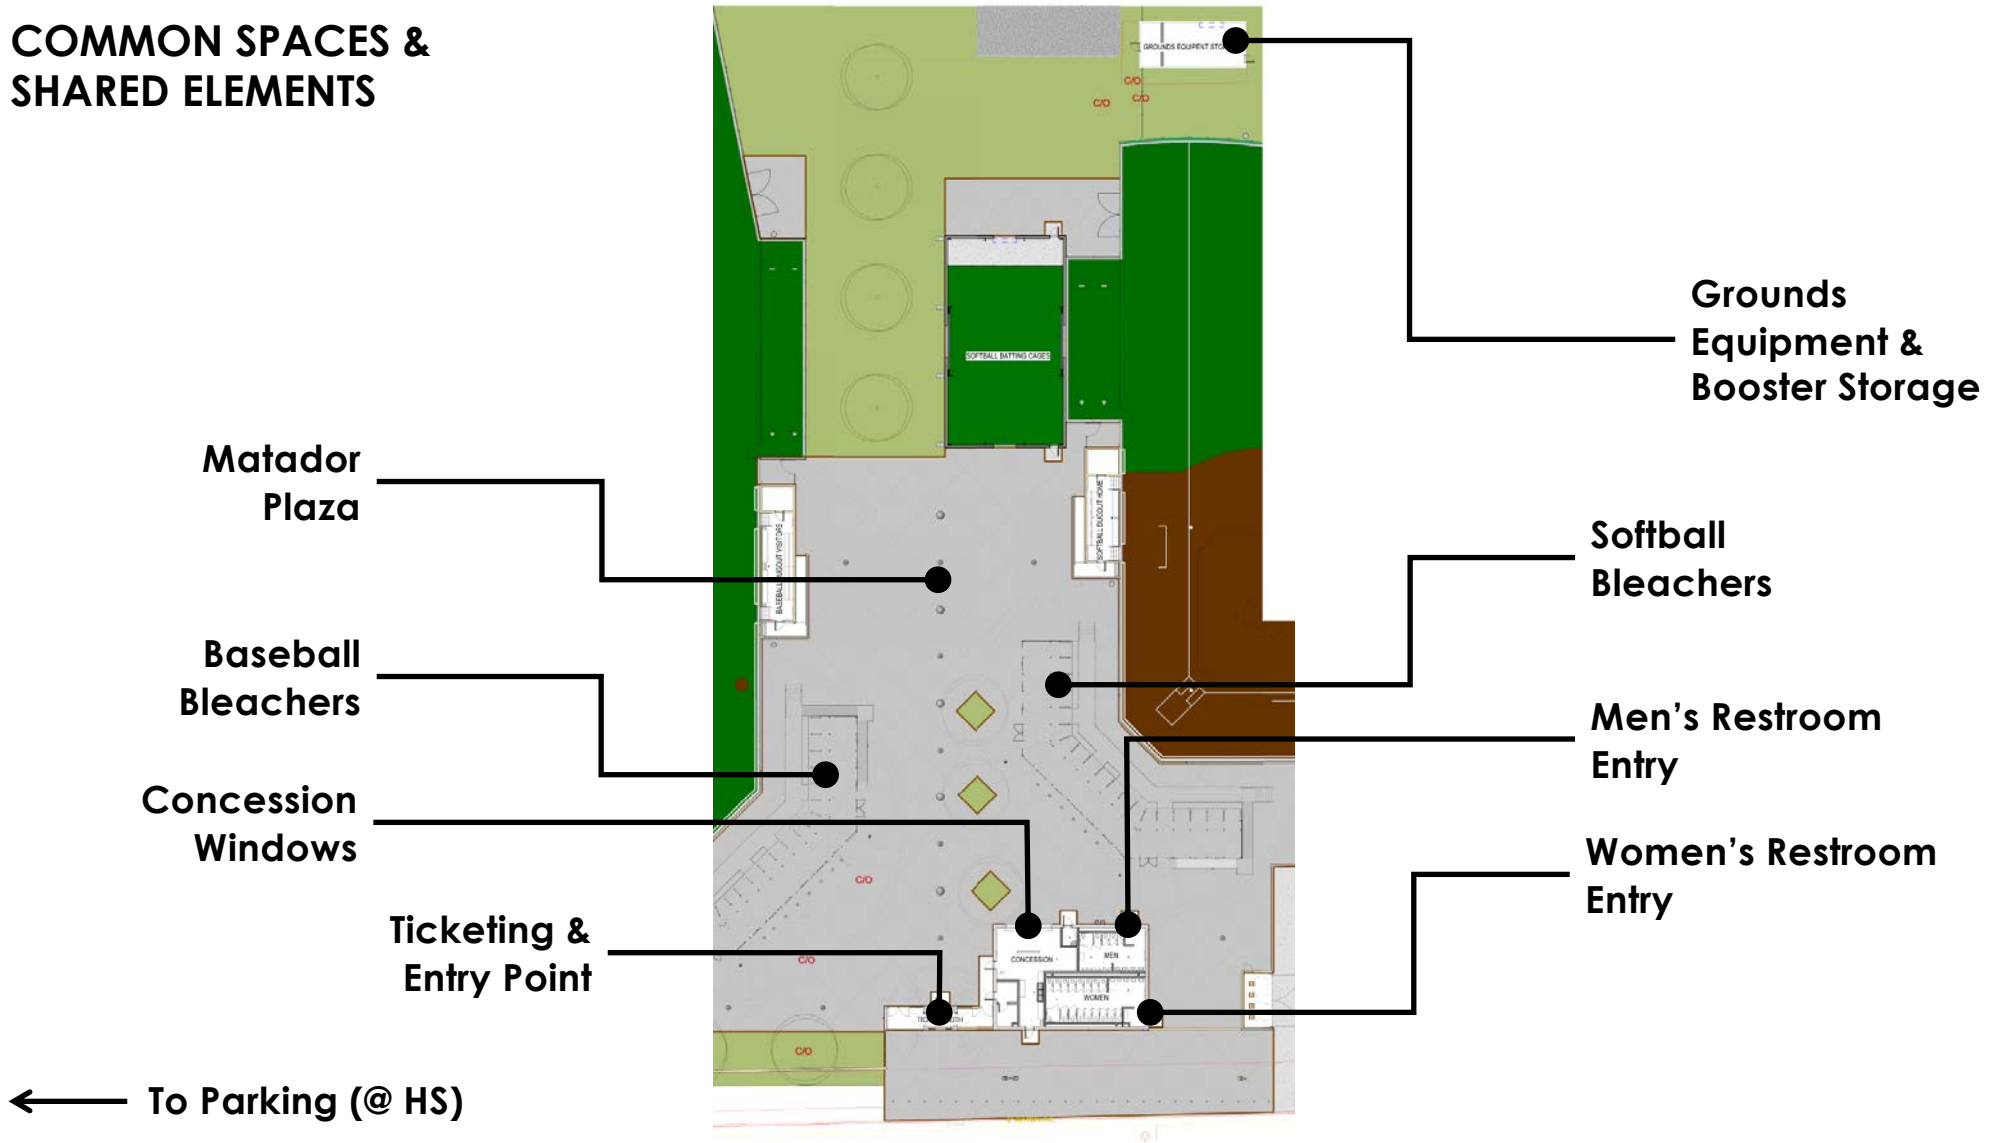 COMMON SPACES &
SHARED ELEMENTS
GROUNDS EQUIPENT
C/O
C/O
C/O
Grounds
Equipment &
Booster Storage
SOFTBALL BATTING CAGES
Matador
Plaza
BASEBALL DUGOUT VISITORS
SOFTBALL DUGOUT HOME
Softball
Bleachers
Baseball
Bleachers
Men's Restroom
Entry
Concession
Windows
Women's Restroom
Entry
C/O
Ticketing &
Entry Point
C/O
CONCESSION
MEN
WOMEN
C/O
To Parking (@ HS)